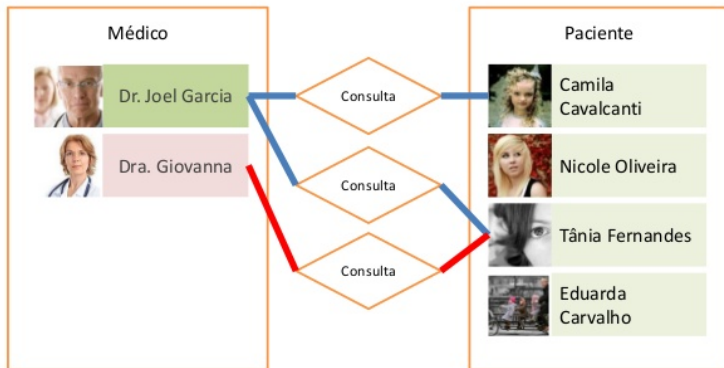 Médico
Paciente
Dr. Joel Garcia
Consulta
Camila
Cavalcanti
Dra. Giovanna
Nicole Oliveira
Consulta
Tânia Fernandes
Consulta
Eduarda
Carvalho